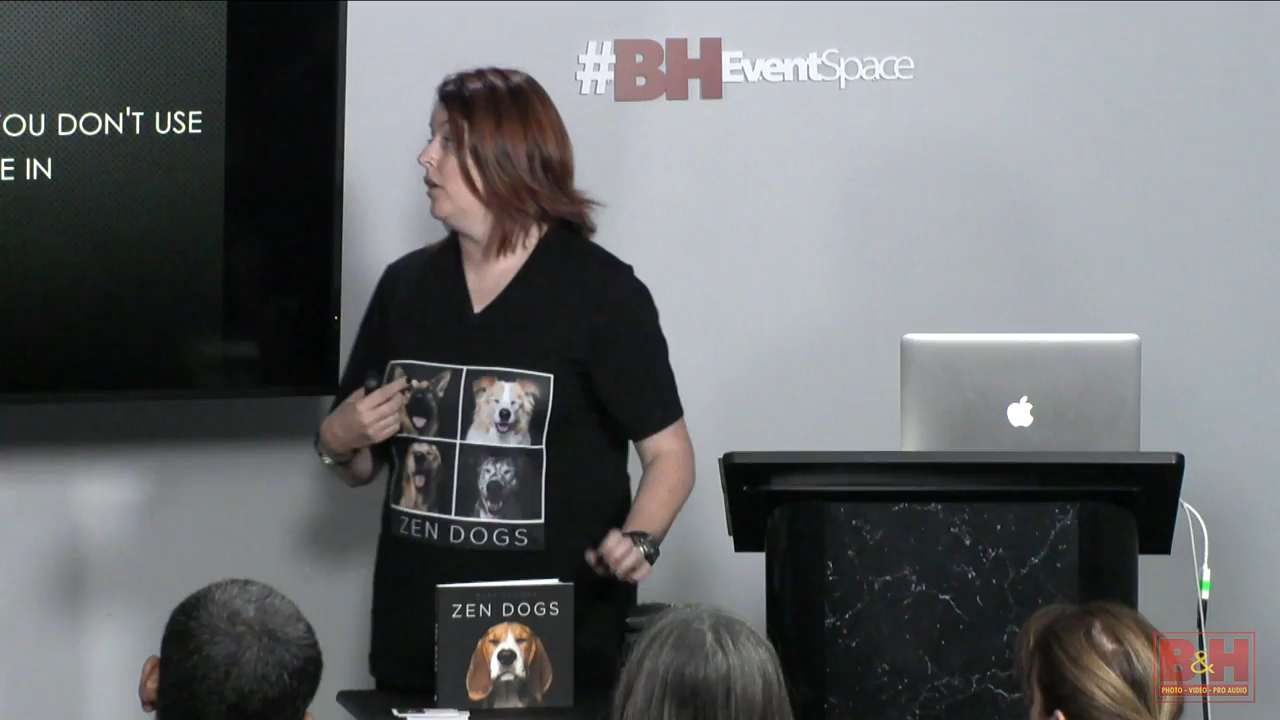 #BHEventSpace
OU DON'T USE
E IN
ZEN DOGS
ZEN DOGS
B&H
PHOTO - VIDEO - PRO AUDIO